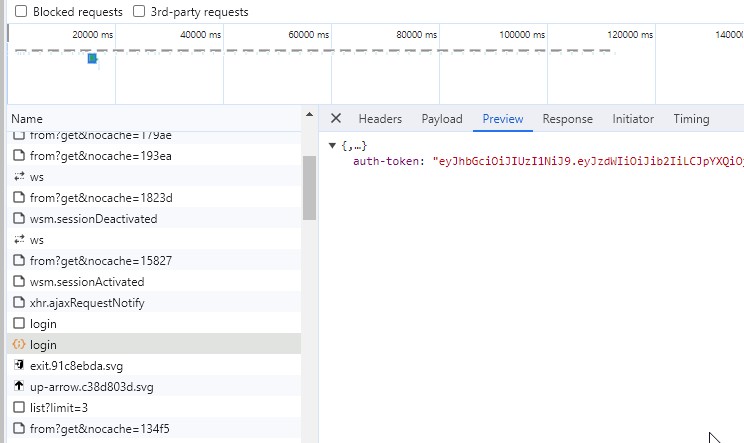 Blocked requests 3rd-party requests
20000 ms 40000 ms 60000 ms 80000 ms 100000 ms 120000 ms 140000
Name
Headers Payload Preview Response Initiator Timing
from?get&nocache=179ae
from?get&nocache=193ea
ws
from?get&nocache=1823d
wsm.sessionDeactivated
ws
from?get&nocache=15827
wsm.sessionActivated
xhr.ajaxRequestNotify
login
login
exit.91c8ebda.svg
up-arrow.c38d803d.svg
list?limit=3
from?get&nocache=134f5
{,…}
auth-token: "eyJhbGciOiJIUzI1NiJ9.eyJzdWIiOiJib2IiLCJpYXQiOj